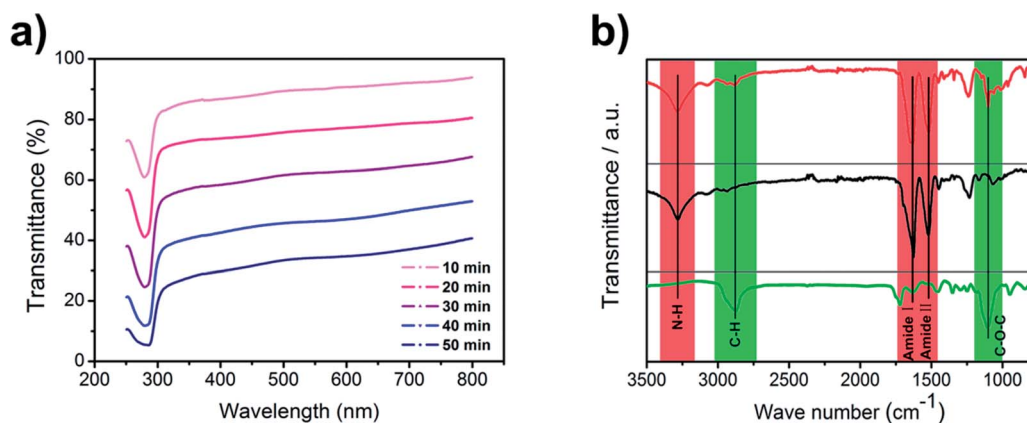 a)
100
80
60
40
20
0
Transmittance (%)
10 min
20 min
30 min
40 min
50 min
200 300 400 500 600 700 800
Wavelength (nm)
b)
Transmittance / a.u.
N-H
C-H
Amide I
Amide II
C-O-C
3500 3000 2500 2000 1500 1000
Wave number (cm⁻¹)